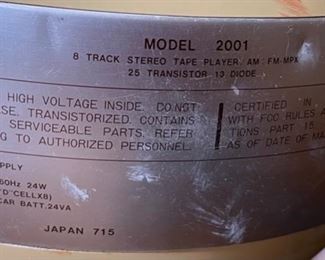 MODEL 2001
8 TRACK STEREO TAPE PLAYER, AM/FM-MPX
25 TRANSISTOR 13 DIODE
HIGH VOLTAGE INSIDE. DO NOT
ASE. TRANSISTORIZED. CONTAINS
SERVICEABLE PARTS. REFER
NG TO AUTHORIZED PERSONNEL.
CERTIFIED IN
WITH FCC RULES A
TIONS PART 15
AS OF DATE OF MA
PPLY
60Hz 24W
"D"CELLX8)
CAR BATT. 24VA
JAPAN 715